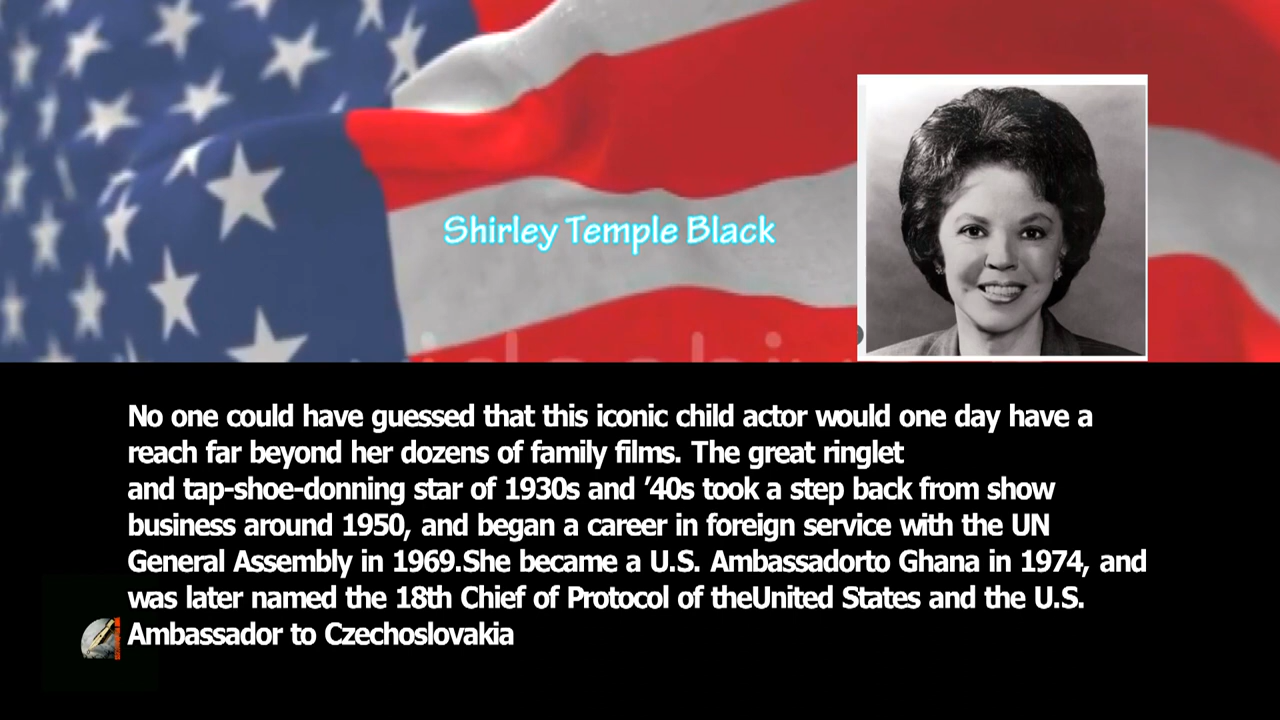 Shirley Temple Black
No one could have guessed that this iconic child actor would one day have a
reach far beyond her dozens of family films. The great ringlet
and tap-shoe-donning star of 1930s and ’40s took a step back from show
business around 1950, and began a career in foreign service with the UN
General Assembly in 1969.She became a U.S. Ambassadorto Ghana in 1974, and
was later named the 18th Chief of Protocol of theUnited States and the U.S.
Ambassador to Czechoslovakia